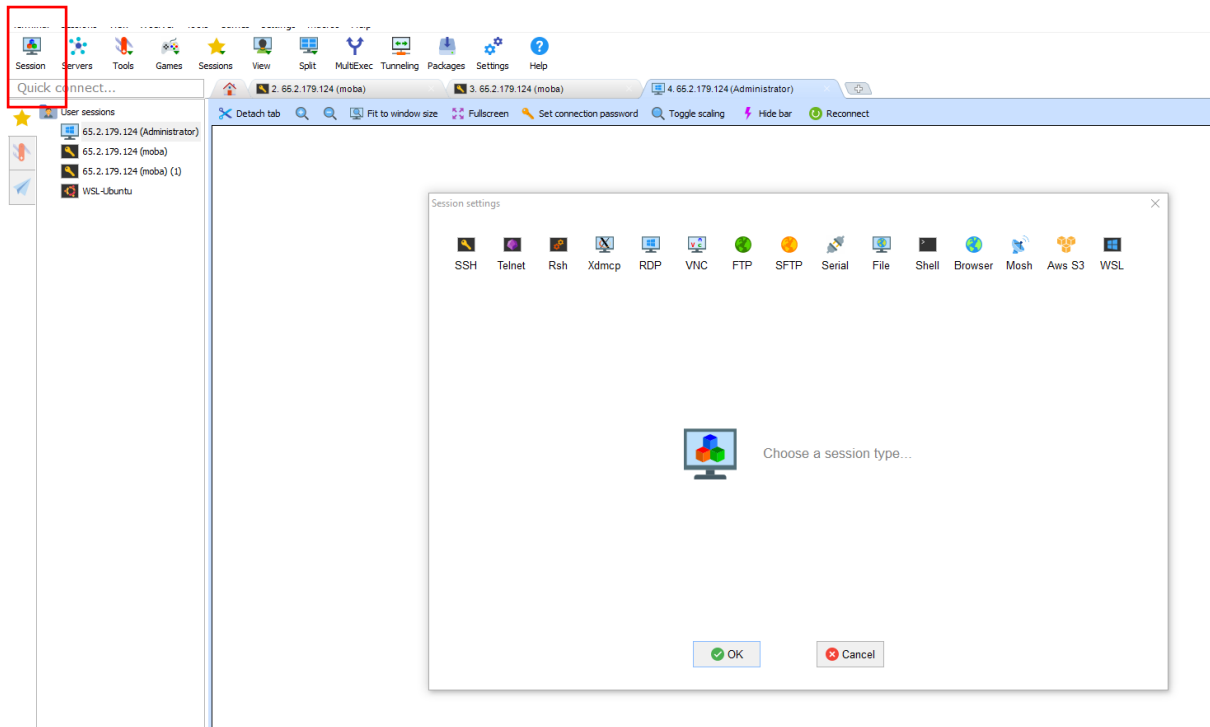 Session Servers Tools Games Sessions View Split MultiExec Tunneling Packages Settings Help
Quick connect...
2. 65.2.179.124 (moba) 3. 65.2.179.124 (moba) 4. 65.2.179.124 (Administrator)
Detach tab Fit to window size Fullscreen Set connection password Toggle scaling Hide bar Reconnect
User sessions
65.2.179.124 (Administrator)
65.2.179.124 (moba)
65.2.179.124 (moba) (1)
WSL-Ubuntu
Session settings
SSH Telnet Rsh Xdmcp RDP VNC FTP SFTP Serial File Shell Browser Mosh Aws S3 WSL
Choose a session type...
OK Cancel